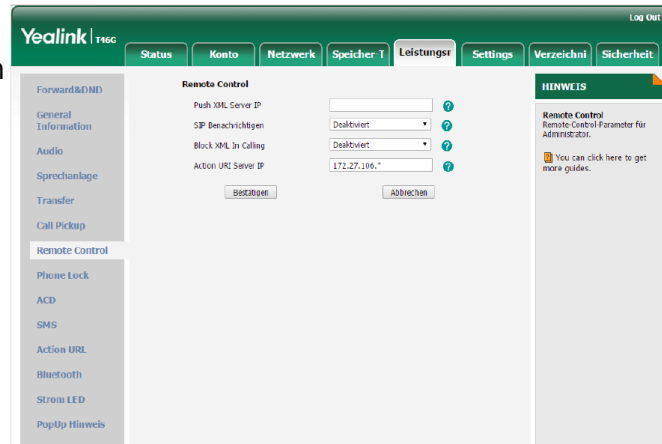 Log Out
Yealink T46G
Status Konto Netzwerk Speicher-T Leistungsr Settings Verzeichni Sicherheit
n
Forward&DND
General
Information
Audio
Sprechanlage
Transfer
Call Pickup
Remote Control
Phone Lock
ACD
SMS
Action URL
Bluetooth
Strom LED
PopUp Hinweis
Remote Control
Push XML Server IP
SIP Benachrichtigen Deaktiviert
Block XML In Calling Deaktiviert
Action URI Server IP 172.27.106.*
Bestätigen Abbrechen
HINWEIS
Remote Control
Remote-Control-Parameter für
Administrator.
You can click here to get
more guides.